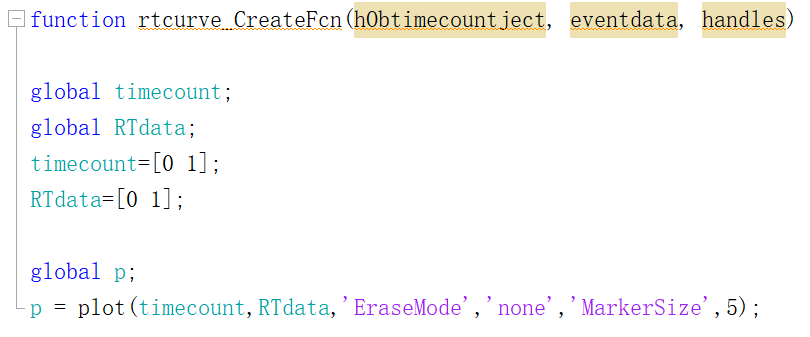 function rtcurve_CreateFcn(hObtimecountject, eventdata, handles)
global timecount;
global RTdata;
timecount=[0 1];
RTdata=[0 1];
global p;
p = plot(timecount,RTdata,'EraseMode','none','MarkerSize',5);